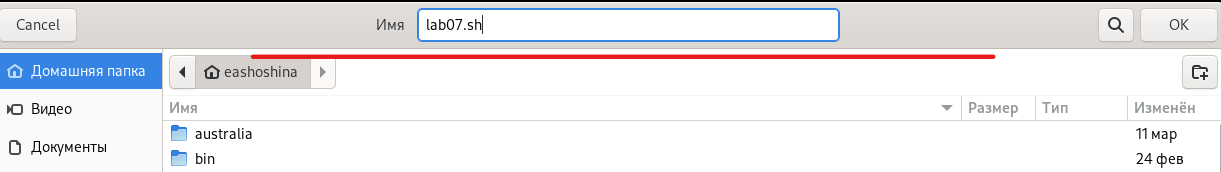 Cancel Имя lab07.sh OK
Домашняя папка eashoshina
Имя Размер Тип Изменён
Видео
australia 11 мар
Документы
bin 24 фев